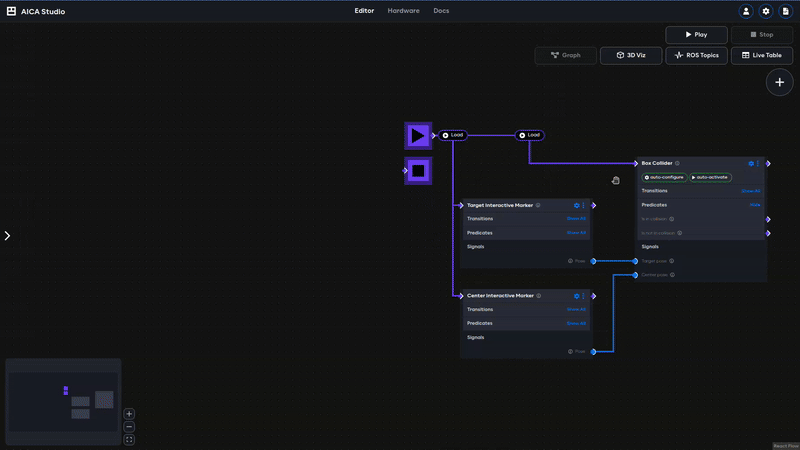 AICA Studio
Editor
Hardware
Docs
Play
Stop
Graph
3D Viz
ROS Topics
Live Table
Load
Load
Box Collider
auto-configure
auto-activate
Transitions
Show All
Predicates
Hide
Is in collision
Is not in collision
Signals
Target pose
Center pose
Target Interactive Marker
Transitions
Show All
Predicates
Show All
Signals
Pose
Center Interactive Marker
Transitions
Show All
Predicates
Show All
Signals
Pose
React Flow